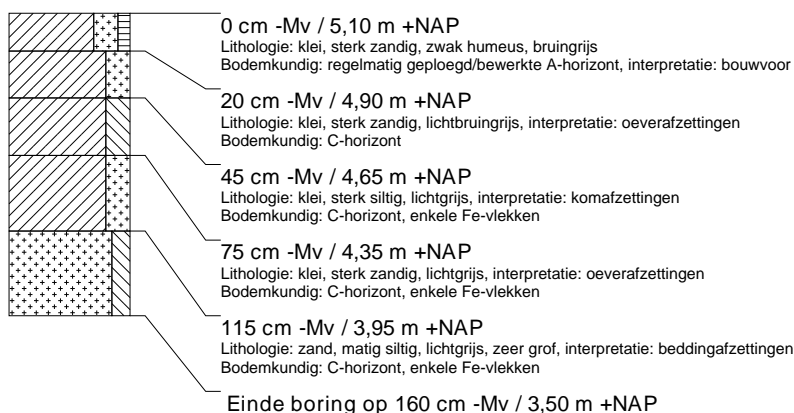 0 cm -Mv / 5,10 m +NAP
Lithologie: klei, sterk zandig, zwak humeus, bruingrijs
Bodemkundig: regelmatig geploegd/bewerkte A-horizont, interpretatie: bouwvoor
20 cm -Mv / 4,90 m +NAP
Lithologie: klei, sterk zandig, lichtbruingrijs, interpretatie: oeverafzettingen
Bodemkundig: C-horizont
45 cm -Mv / 4,65 m +NAP
Lithologie: klei, sterk siltig, lichtgrijs, interpretatie: komafzettingen
Bodemkundig: C-horizont, enkele Fe-vlekken
75 cm -Mv / 4,35 m +NAP
Lithologie: klei, sterk zandig, lichtgrijs, interpretatie: oeverafzettingen
Bodemkundig: C-horizont, enkele Fe-vlekken
115 cm -Mv / 3,95 m +NAP
Lithologie: zand, matig siltig, lichtgrijs, zeer grof, interpretatie: beddingafzettingen
Bodemkundig: C-horizont, enkele Fe-vlekken
Einde boring op 160 cm -Mv / 3,50 m +NAP